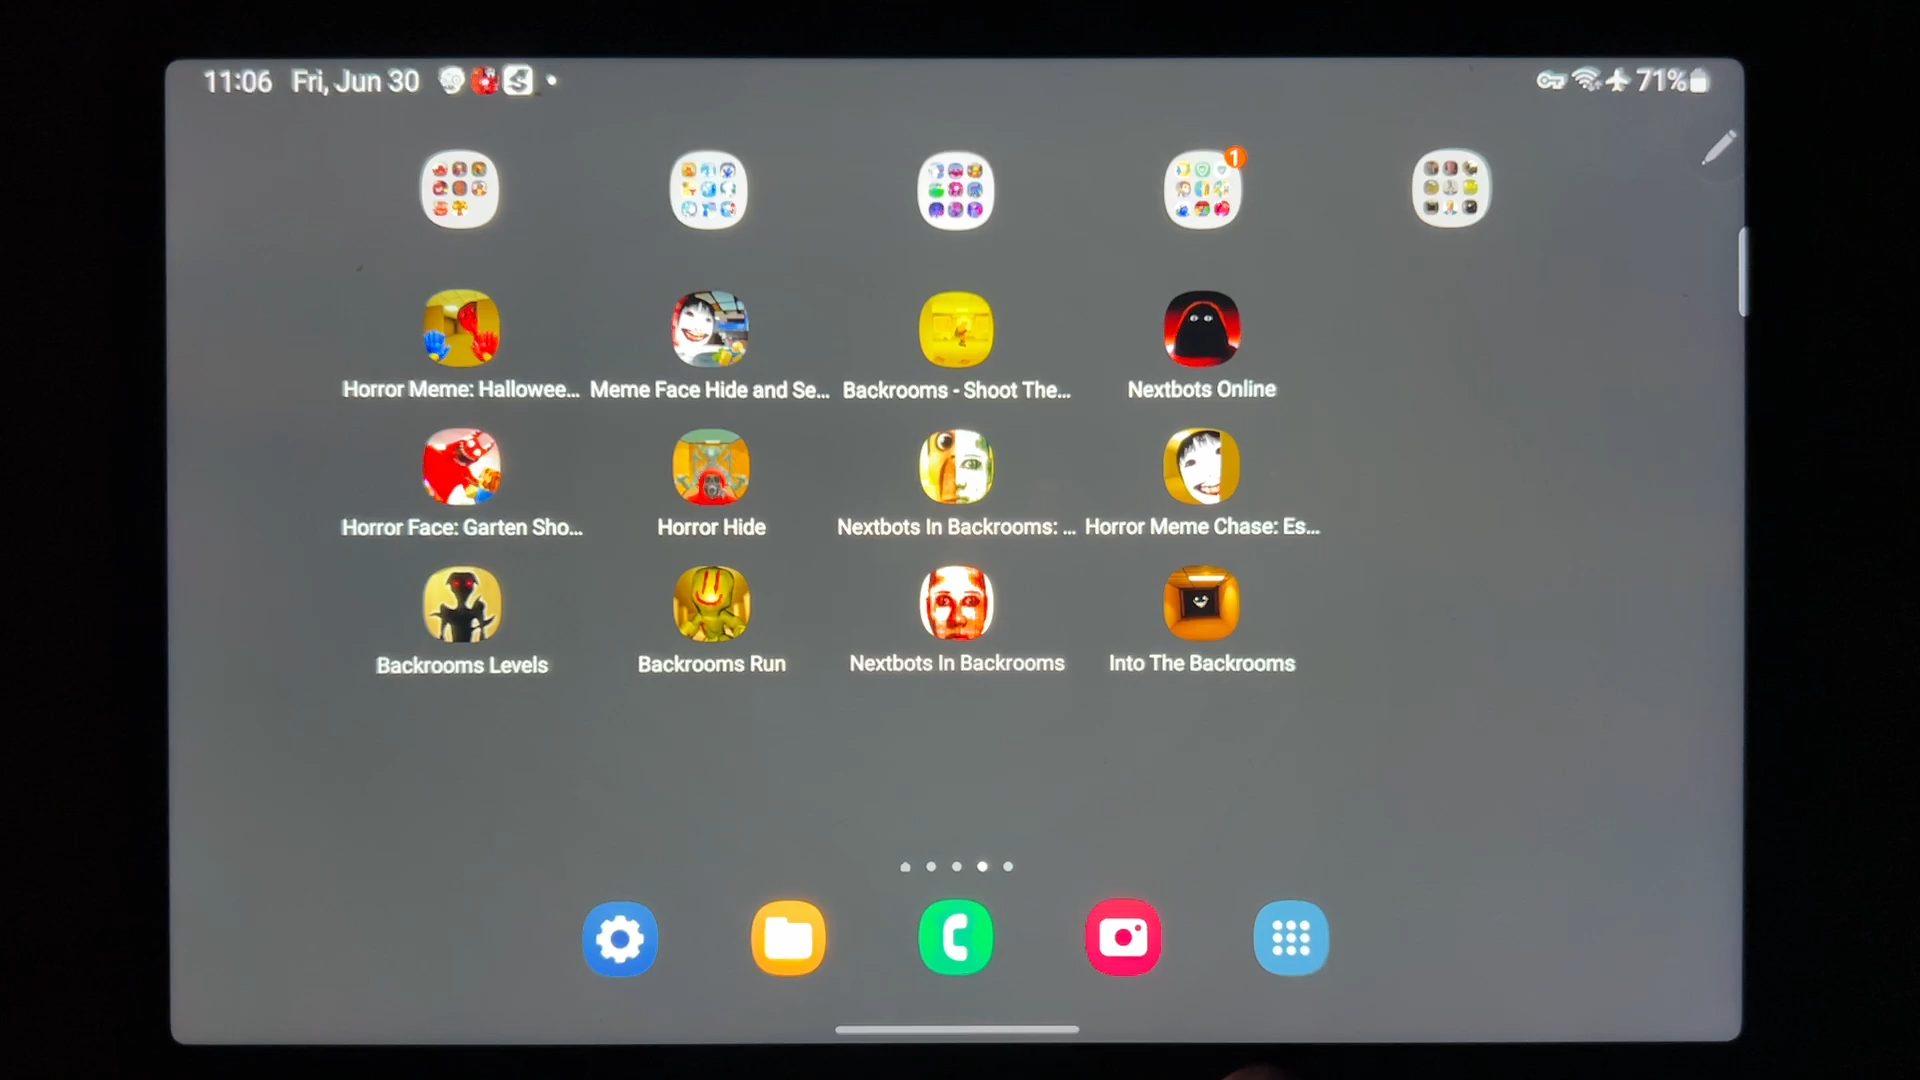 11:06 Fri, Jun 30
71%
1
Horror Meme: Hallowee...
Meme Face Hide and Se...
Backrooms - Shoot The...
Nextbots Online
Horror Face: Garten Sho...
Horror Hide
Nextbots In Backrooms: ...
Horror Meme Chase: Es...
Backrooms Levels
Backrooms Run
Nextbots In Backrooms
Into The Backrooms